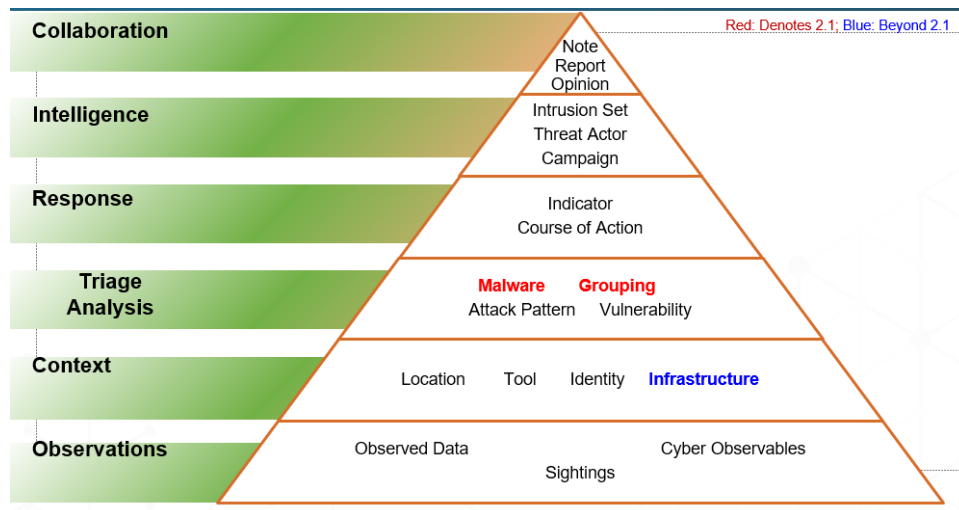 Red: Denotes 2.1; Blue: Beyond 2.1
Collaboration
Note
Report
Opinion
Intelligence
Intrusion Set
Threat Actor
Campaign
Response
Indicator
Course of Action
Triage
Analysis
Malware Grouping
Attack Pattern Vulnerability
Context
Location Tool Identity Infrastructure
Observations
Observed Data Cyber Observables
Sightings